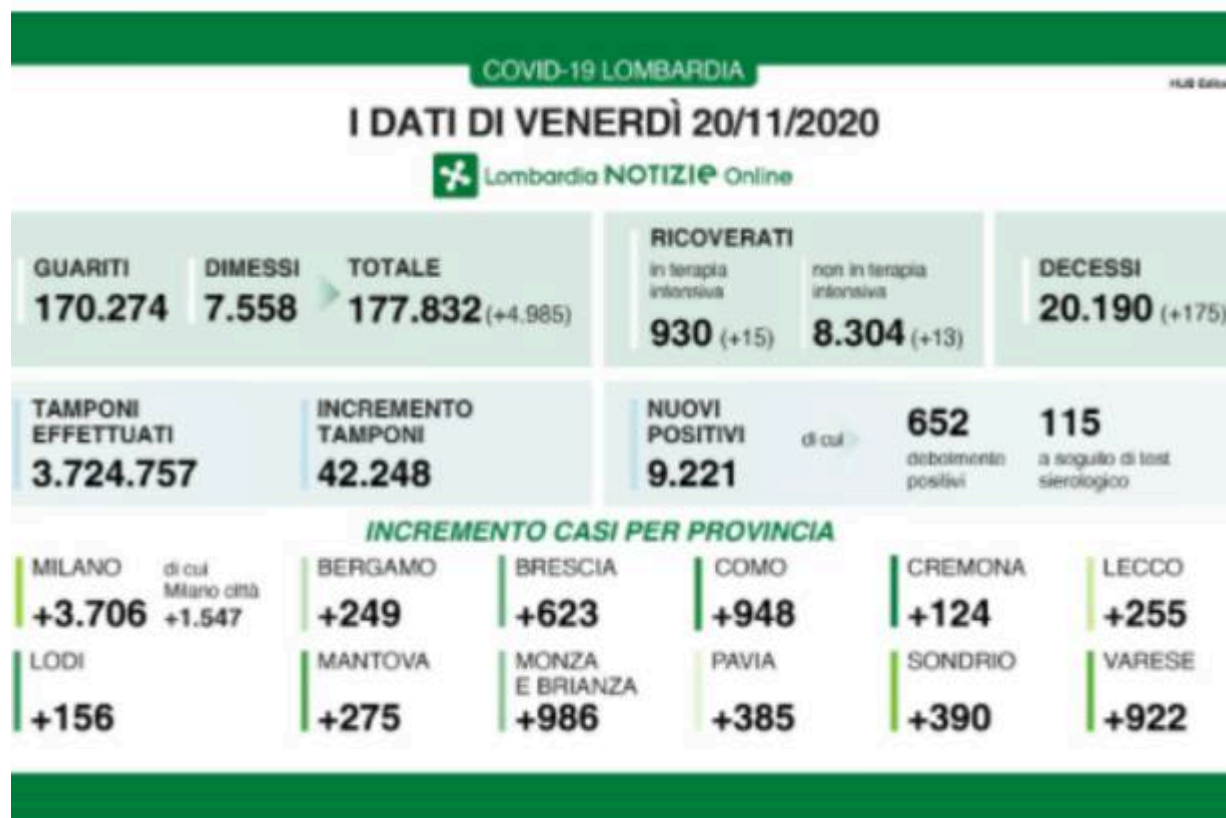 COVID-19 LOMBARDIA
I DATI DI VENERDÌ 20/11/2020
Lombardia NOTIZIE Online
GUARITI
170.274
DIMESSI
7.558
TOTALE
177.832 (+4.985)
RICOVERATI
in terapia
intensiva
930 (+15)
non in terapia
intensiva
8.304 (+13)
DECESSI
20.190 (+175)
TAMPONI
EFFETTUATI
3.724.757
INCREMENTO
TAMPONI
42.248
NUOVI
POSITIVI
9.221
di cui
652
debolmente
positivi
115
a seguito di test
sierologico
INCREMENTO CASI PER PROVINCIA
MILANO
+3.706
di cui
Milano città
+1.547
BERGAMO
+249
BRESCIA
+623
COMO
+948
CREMONA
+124
LECCO
+255
LODI
+156
MANTOVA
+275
MONZA
E BRIANZA
+986
PAVIA
+385
SONDRIO
+390
VARESE
+922